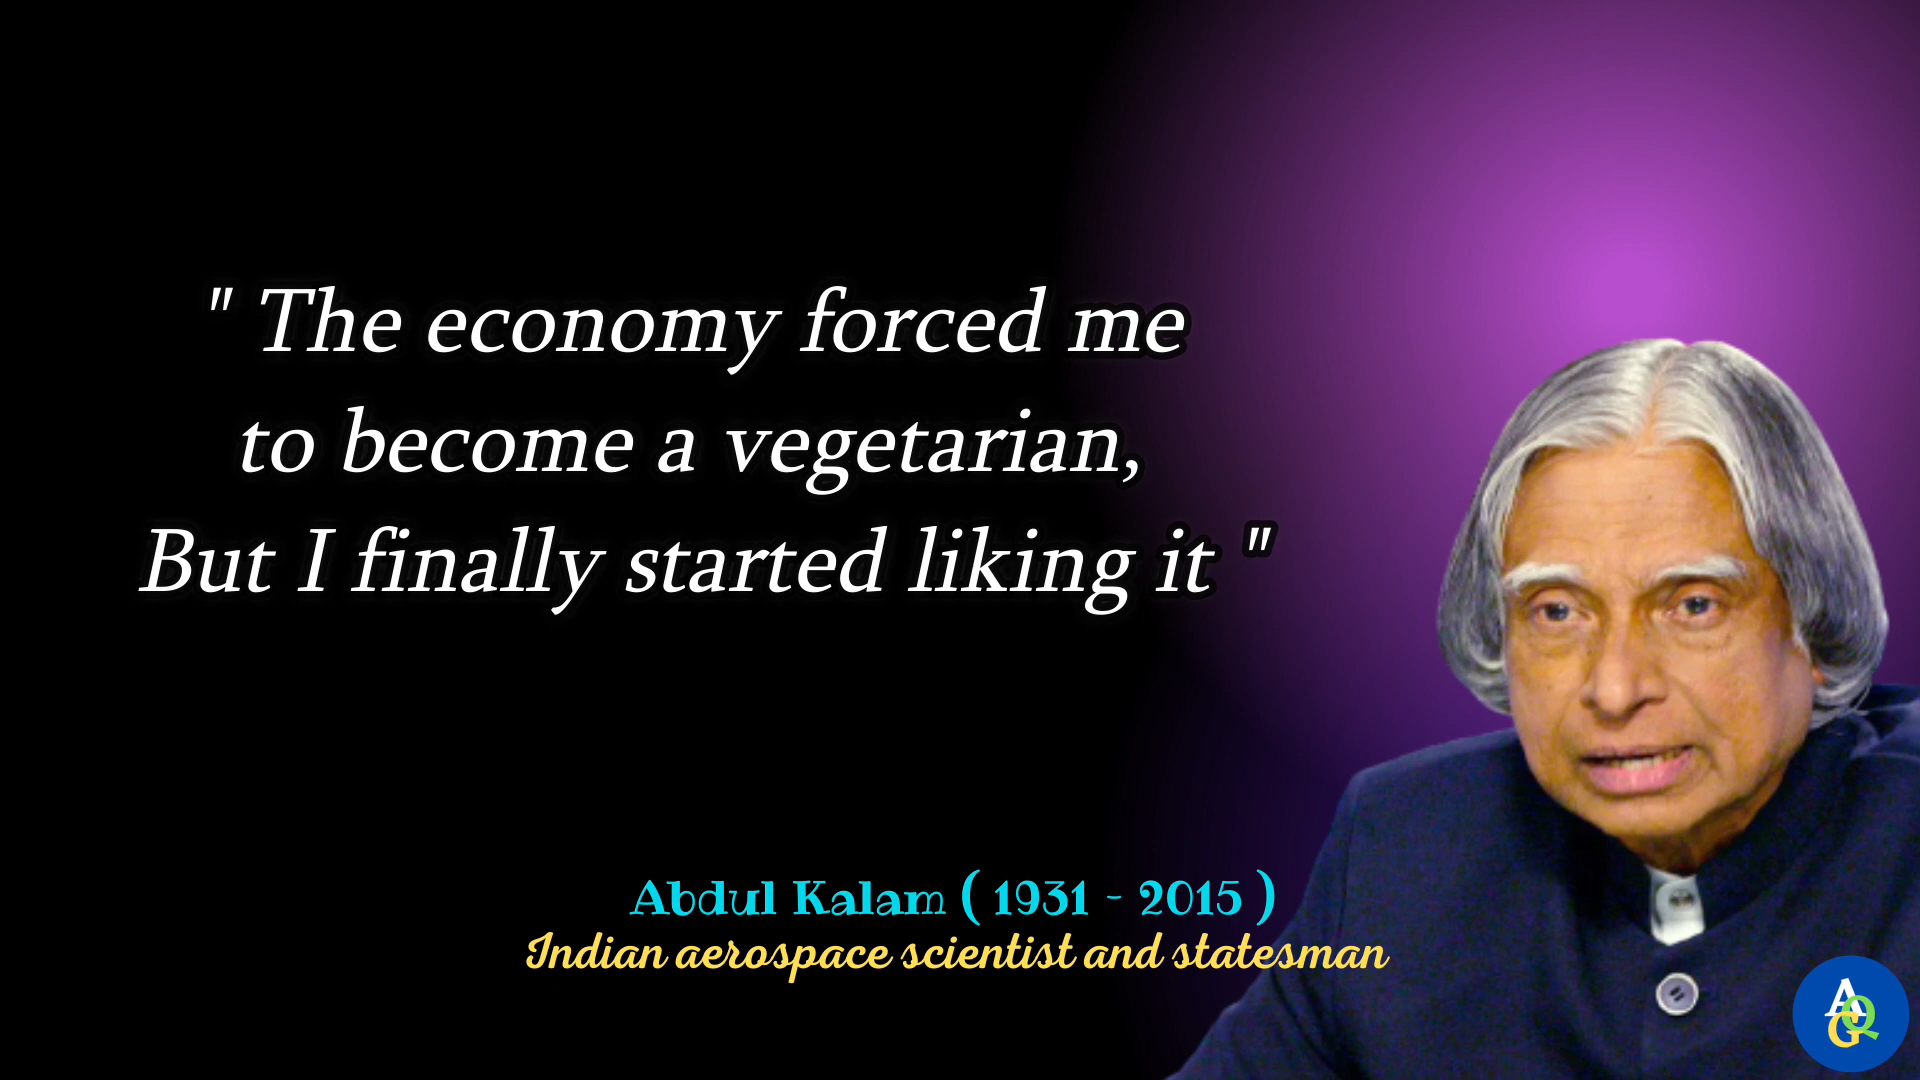 " The economy forced me
to become a vegetarian,
But I finally started liking it "
Abdul Kalam ( 1931 - 2015 )
Indian aerospace scientist and statesman
AQG